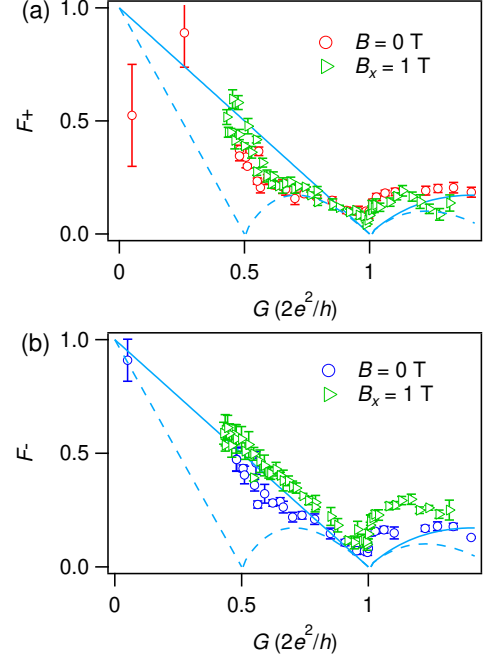 (a)
1.0
0.5
0.0
F+
B = 0 T
Bₓ = 1 T
0
0.5
1
G (2e²/h)
(b)
1.0
0.5
0.0
F-
B = 0 T
Bₓ = 1 T
0
0.5
1
G (2e²/h)